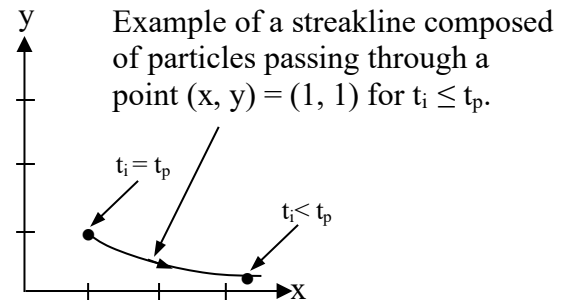 y
Example of a streakline composed
of particles passing through a
point (x, y) = (1, 1) for tᵢ ≤ tₚ.
tᵢ = tₚ
tᵢ< tₚ
x